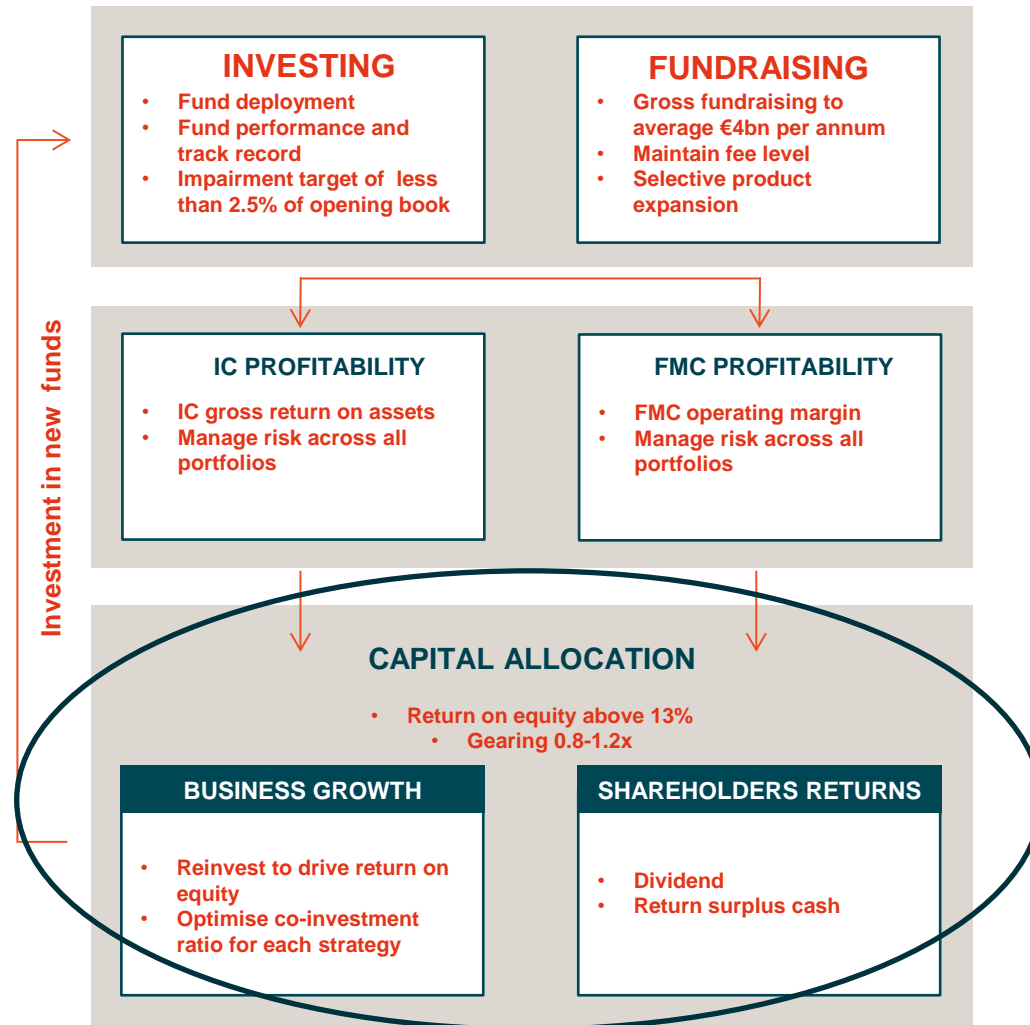 INVESTING
• Fund deployment
• Fund performance and
track record
• Impairment target of less
than 2.5% of opening book
FUNDRAISING
• Gross fundraising to
average €4bn per annum
• Maintain fee level
• Selective product
expansion
Investment in new funds
IC PROFITABILITY
• IC gross return on assets
• Manage risk across all
portfolios
FMC PROFITABILITY
• FMC operating margin
• Manage risk across all
portfolios
CAPITAL ALLOCATION
• Return on equity above 13%
• Gearing 0.8-1.2x
BUSINESS GROWTH
• Reinvest to drive return on
equity
• Optimise co-investment
ratio for each strategy
SHAREHOLDERS RETURNS
• Dividend
• Return surplus cash